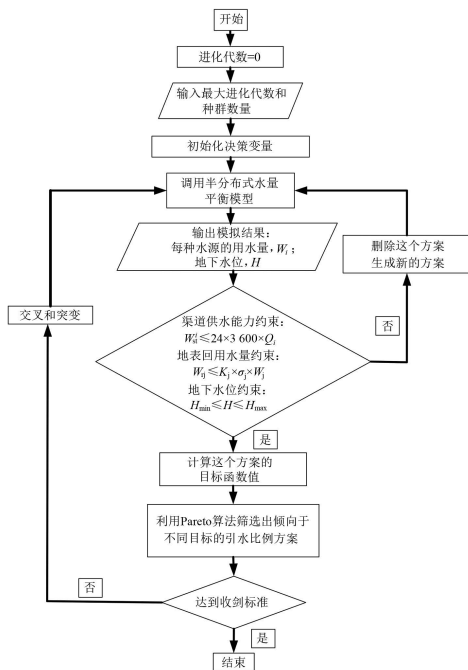 开始
进化代数=0
输入最大进化代数和
种群数量
初始化决策变量
调用半分布式水量
平衡模型
输出模拟结果：
每种水源的用水量, Wi；
地下水位, H
删除这个方案
生成新的方案
交叉和突变
否
渠道供水能力约束：
≤24×3 600×Qi
地表回用水量约束：
Wrj≤Kj×σj×Wj
地下水位约束：
Hmin≤H≤Hmax
是
计算这个方案的
目标函数值
利用Pareto算法筛选出倾向于
不同目标的引水比例方案
否
达到收剑标准
是
结束